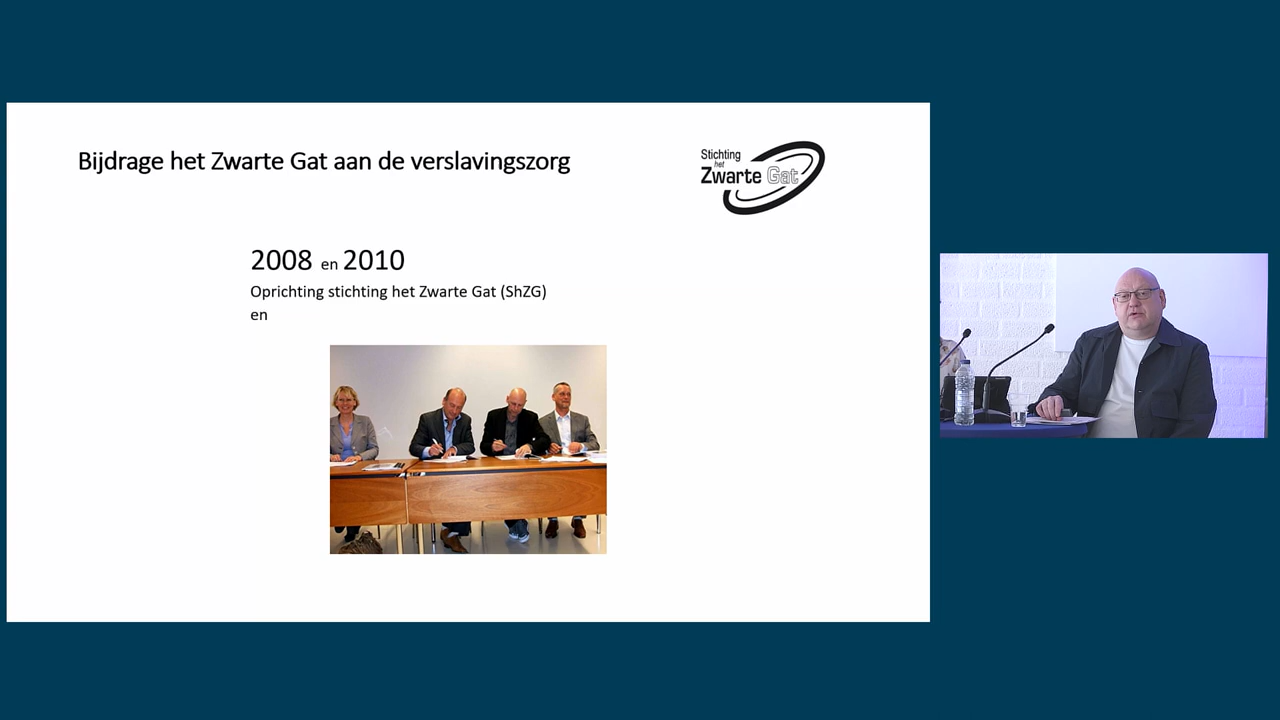 Bijdrage het Zwarte Gat aan de verslavingszorg
Stichting
het
Zwarte Gat
2008 en 2010
Oprichting stichting het Zwarte Gat (ShZG)
en